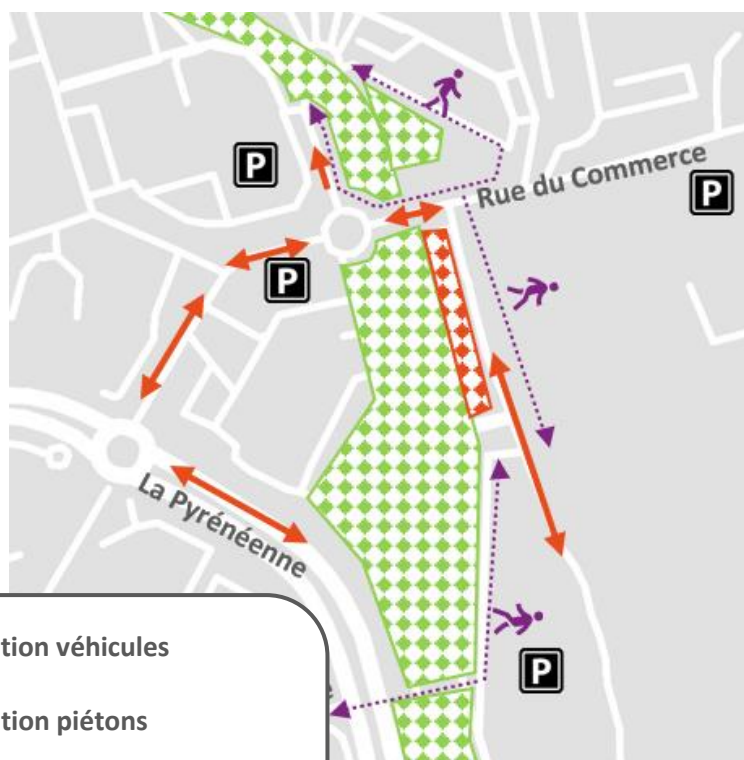 P
Rue du Commerce
P
P
La Pyrénéenne
tion véhicules
P
tion piétons